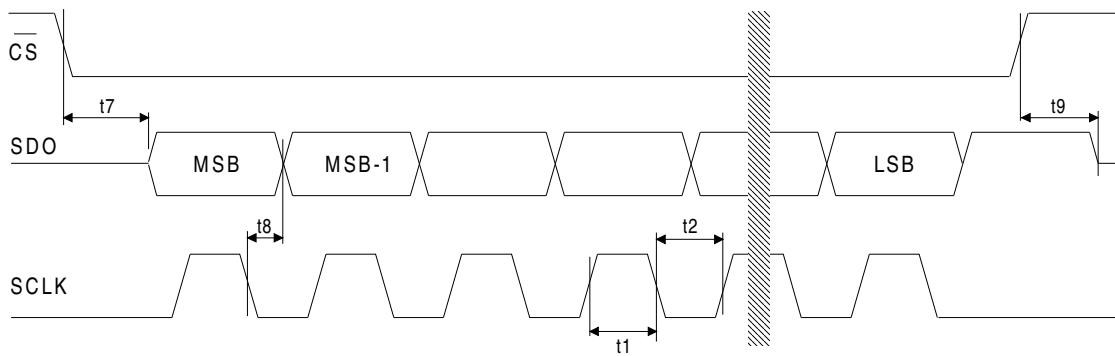 CS
t7
t9
SDO
MSB
MSB-1
LSB
t8
t2
SCLK
t1